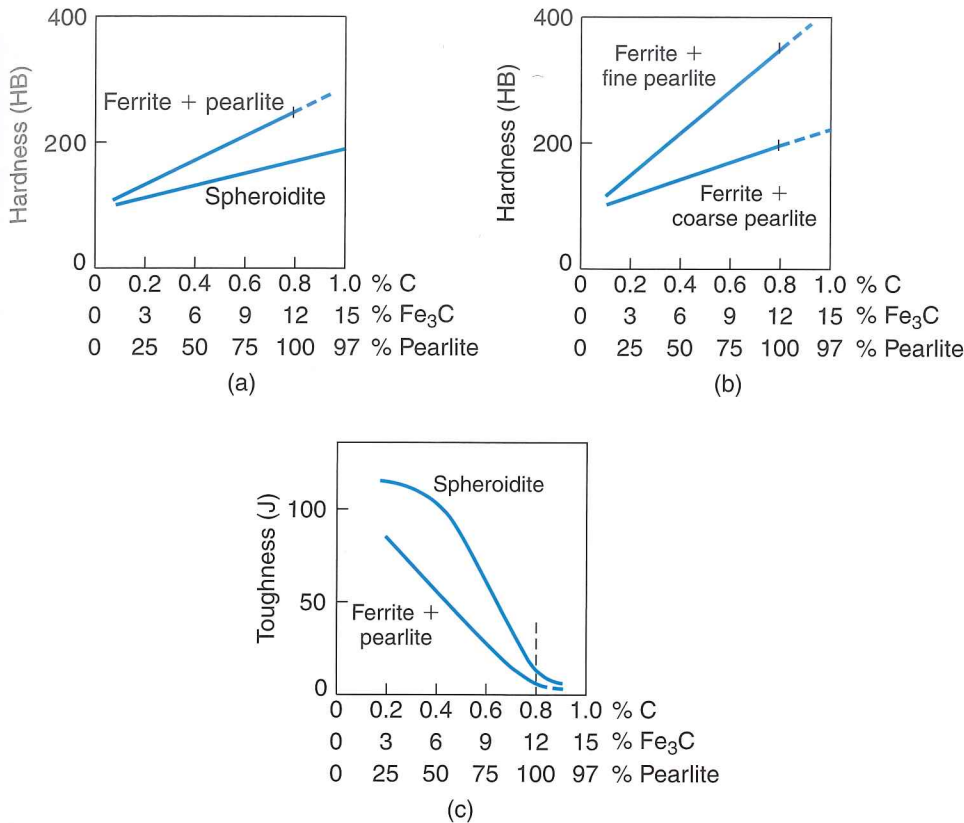 400
Hardness (HB)
Ferrite + pearlite
200
Spheroidite
0
0 0.2 0.4 0.6 0.8 1.0 % C
0 3 6 9 12 15 % Fe₃C
0 25 50 75 100 97 % Pearlite
(a)
400
Hardness (HB)
Ferrite +
fine pearlite
200
Ferrite +
coarse pearlite
0
0 0.2 0.4 0.6 0.8 1.0 % C
0 3 6 9 12 15 % Fe₃C
0 25 50 75 100 97 % Pearlite
(b)
Toughness (J)
Spheroidite
100
50
Ferrite +
pearlite
0
0 0.2 0.4 0.6 0.8 1.0 % C
0 3 6 9 12 15 % Fe₃C
0 25 50 75 100 97 % Pearlite
(c)